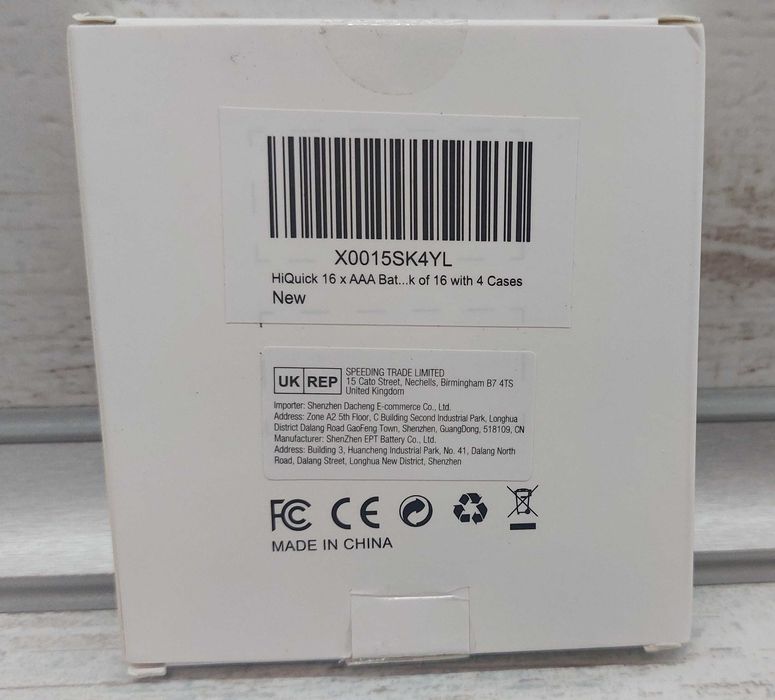 X0015SK4YL
HiQuick 16 x AAA Bat...k of 16 with 4 Cases
New
UK REP
SPEEDING TRADE LIMITED
15 Cato Street, Nechells, Birmingham B7 4TS
United Kingdom
Importer: Shenzhen Dacheng E-commerce Co., Ltd.
Address: Zone A2 5th Floor, C Building Second Industrial Park, Longhua
District Dalang Road GaoFeng Town, Shenzhen, GuangDong, 518109, CN
Manufacturer: ShenZhen EPT Battery Co., Ltd.
Address: Building 3, Huancheng Industrial Park, No. 41, Dalang North
Road, Dalang Street, Longhua New District, Shenzhen
FC CE
MADE IN CHINA